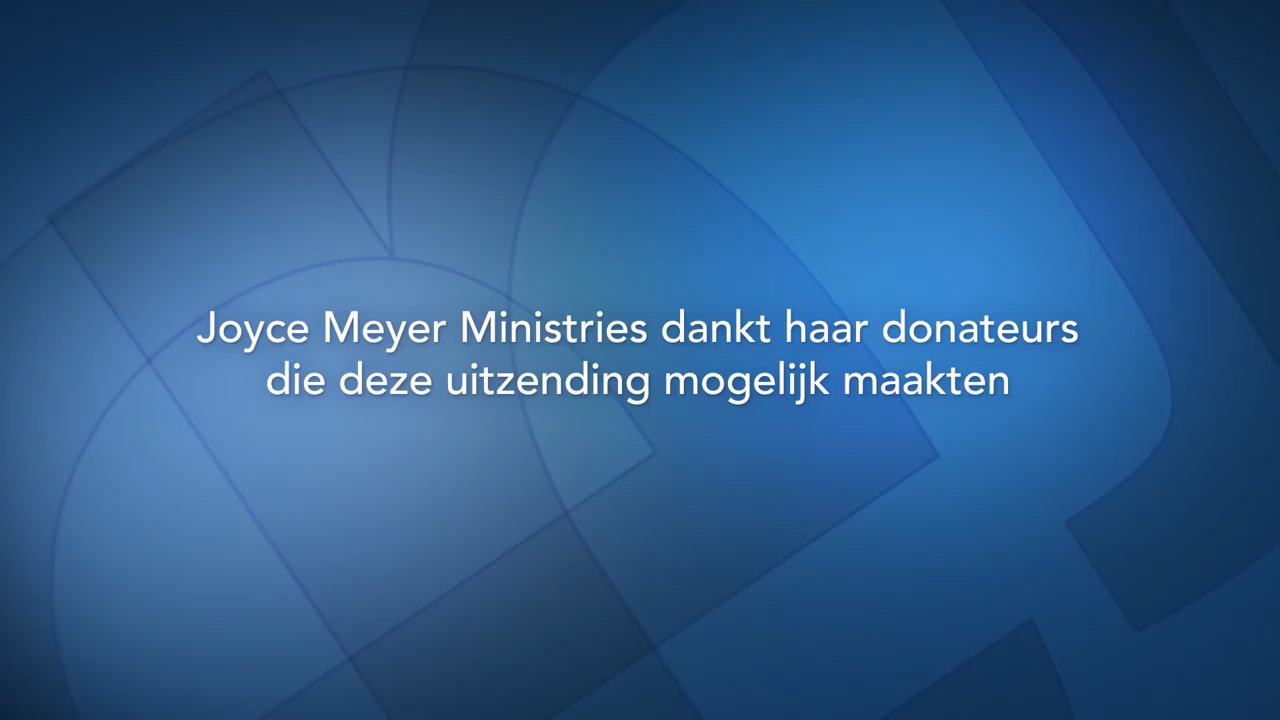 Joyce Meyer Ministries dankt haar donateurs
die deze uitzending mogelijk maakten